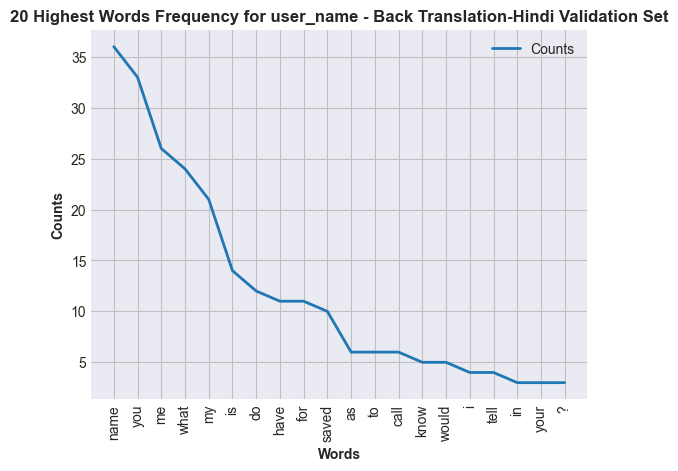 20 Highest Words Frequency for user_name - Back Translation-Hindi Validation Set
Counts
35
30
25
20
15
10
5
Counts
name
you
me
what
my
is
do
have
for
saved
as
to
call
know
would
i
tell
in
your
?
Words